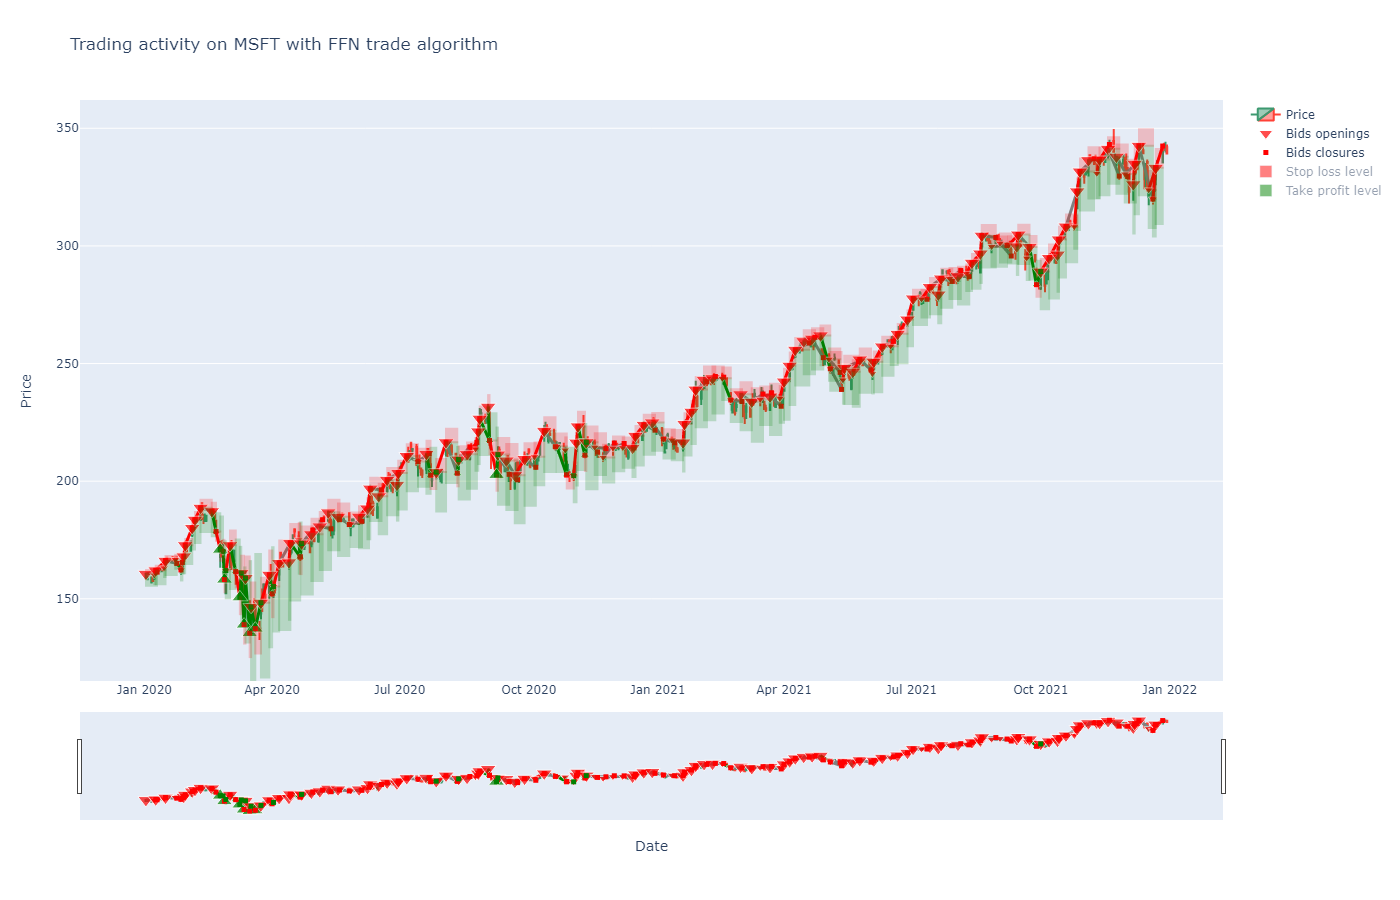 Trading activity on MSFT with FFN trade algorithm
Price
Bids openings
Bids closures
Stop loss level
Take profit level
350
300
250
200
150
Price
Jan 2020
Apr 2020
Jul 2020
Oct 2020
Jan 2021
Apr 2021
Jul 2021
Oct 2021
Jan 2022
Date